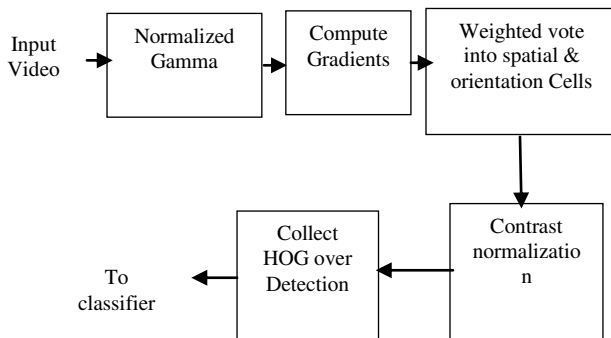 Input
Video
Normalized
Gamma
Compute
Gradients
Weighted vote
into spatial &
orientation Cells
Contrast
normalizatio
n
Collect
HOG over
Detection
To
classifier